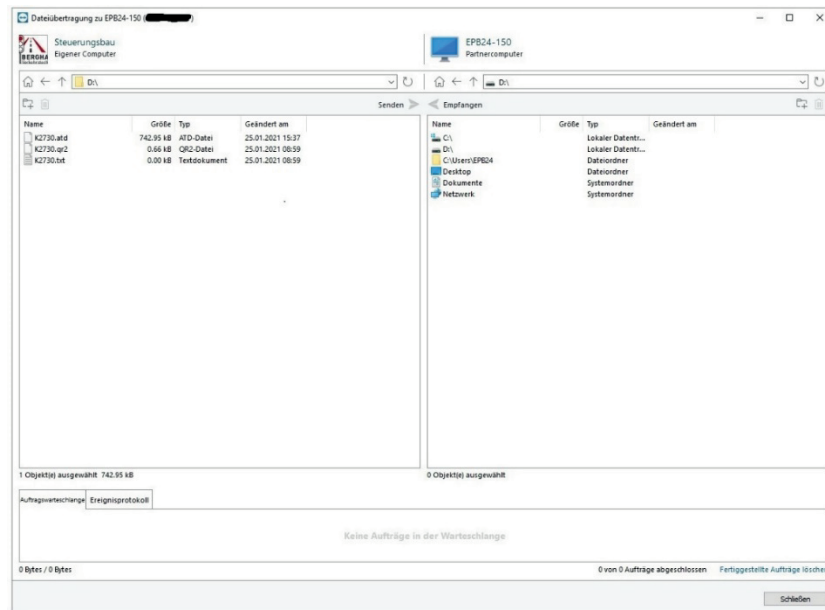 Dateiübertragung zu EPB24-150 ( )
Steuerungsbau
Eigener Computer
BERGHA
EPB24-150
Partnercomputer
D:\
D:\
Senden
Empfangen
Name Größe Typ Geändert am
K2730.atd 742.95 kB ATD-Datei 25.01.2021 15:37
K2730.qr2 0.66 kB QR2-Datei 25.01.2021 08:59
K2730.txt 0.00 kB Textdokument 25.01.2021 08:59
Name Größe Typ Geändert am
C:\ Lokaler Datentr...
D:\ Lokaler Datentr...
C:\Users\EPB24 Dateiordner
Desktop Dateiordner
Dokumente Systemordner
Netzwerk Systemordner
1 Objekt(e) ausgewählt 742.95 kB
0 Objekt(e) ausgewählt
Auftragswarteschlange Ereignisprotokoll
Keine Aufträge in der Warteschlange
0 Bytes / 0 Bytes
0 von 0 Aufträge abgeschlossen Fertiggestellte Aufträge löschen
Schließen